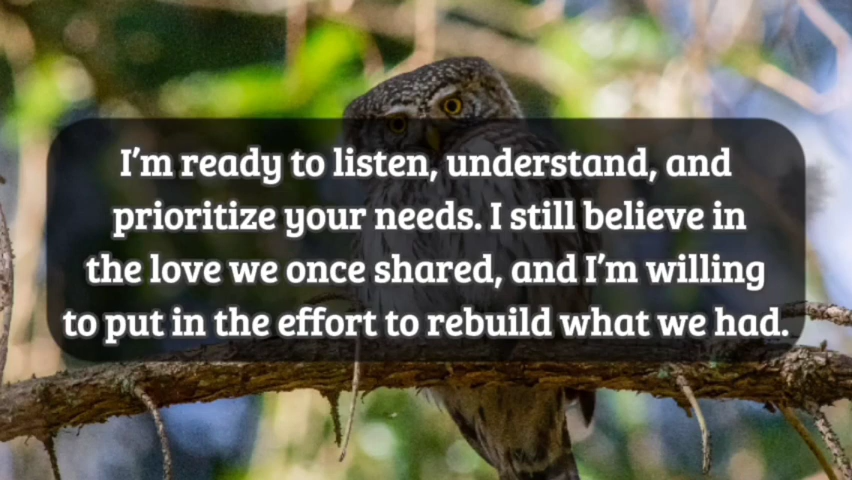 I'm ready to listen, understand, and
prioritize your needs. I still believe in
the love we once shared, and I'm willing
to put in the effort to rebuild what we had.